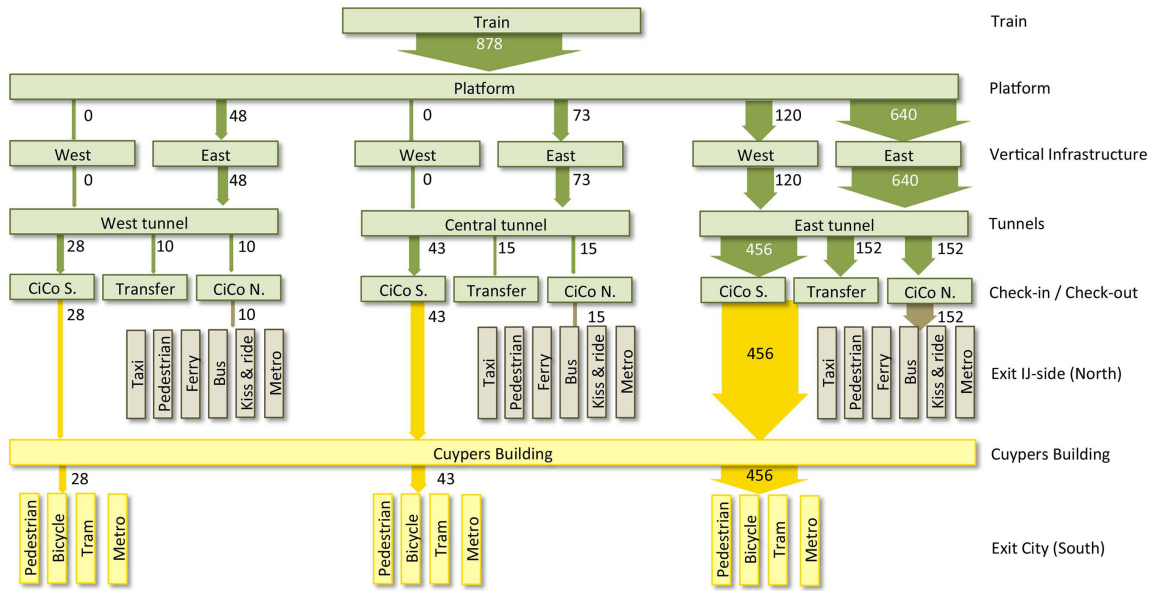 Train
Train
878
Platform
Platform
0
48
0
73
120
640
West
East
West
East
West
East
Vertical Infrastructure
0
48
0
73
120
640
West tunnel
Central tunnel
East tunnel
Tunnels
28
10
10
43
15
15
456
152
152
CiCo S.
Transfer
CiCo N.
CiCo S.
Transfer
CiCo N.
CiCo S.
Transfer
CiCo N.
Check-in / Check-out
28
10
43
15
456
152
Taxi
Pedestrian
Ferry
Bus
Kiss & ride
Metro
Taxi
Pedestrian
Ferry
Bus
Kiss & ride
Metro
Taxi
Pedestrian
Ferry
Bus
Kiss & ride
Metro
Exit IJ-side (North)
Cuypers Building
Cuypers Building
28
43
456
Pedestrian
Bicycle
Tram
Metro
Pedestrian
Bicycle
Tram
Metro
Pedestrian
Bicycle
Tram
Metro
Exit City (South)